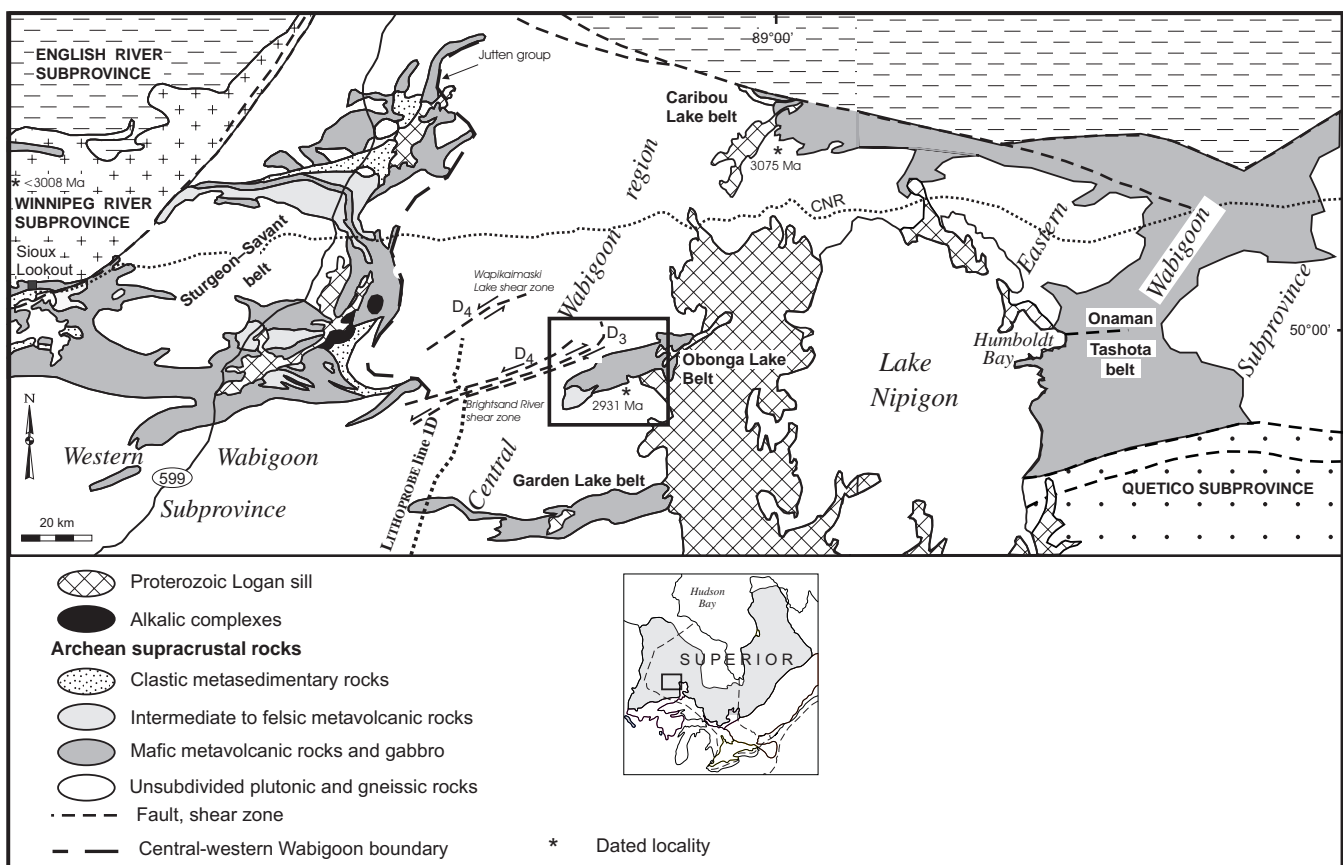 ENGLISH RIVER
SUBPROVINCE
Jutten group
89°00'
Caribou
Lake belt
*
3075 Ma
* <3008 Ma
WINNIPEG RIVER
SUBPROVINCE
Sioux
Lookout
Sturgeon–Savant
belt
CNR
Wabigoon
region
Central
Eastern
Wabigoon
Subprovince
Wapikaimaski
Lake shear zone
D4
D3
D4
Brightsand River
shear zone
Obonga Lake
Belt
*
2931 Ma
Humboldt
Bay
Onaman
Tashota
belt
50°00'
Lake
Nipigon
N
Western
Wabigoon
Subprovince
599
LITHOPROBE line 1D
Garden Lake belt
QUETICO SUBPROVINCE
20 km
Proterozoic Logan sill
Alkalic complexes
Archean supracrustal rocks
Clastic metasedimentary rocks
Intermediate to felsic metavolcanic rocks
Mafic metavolcanic rocks and gabbro
Unsubdivided plutonic and gneissic rocks
Fault, shear zone
Central-western Wabigoon boundary
* Dated locality
Hudson
Bay
SUPERIOR